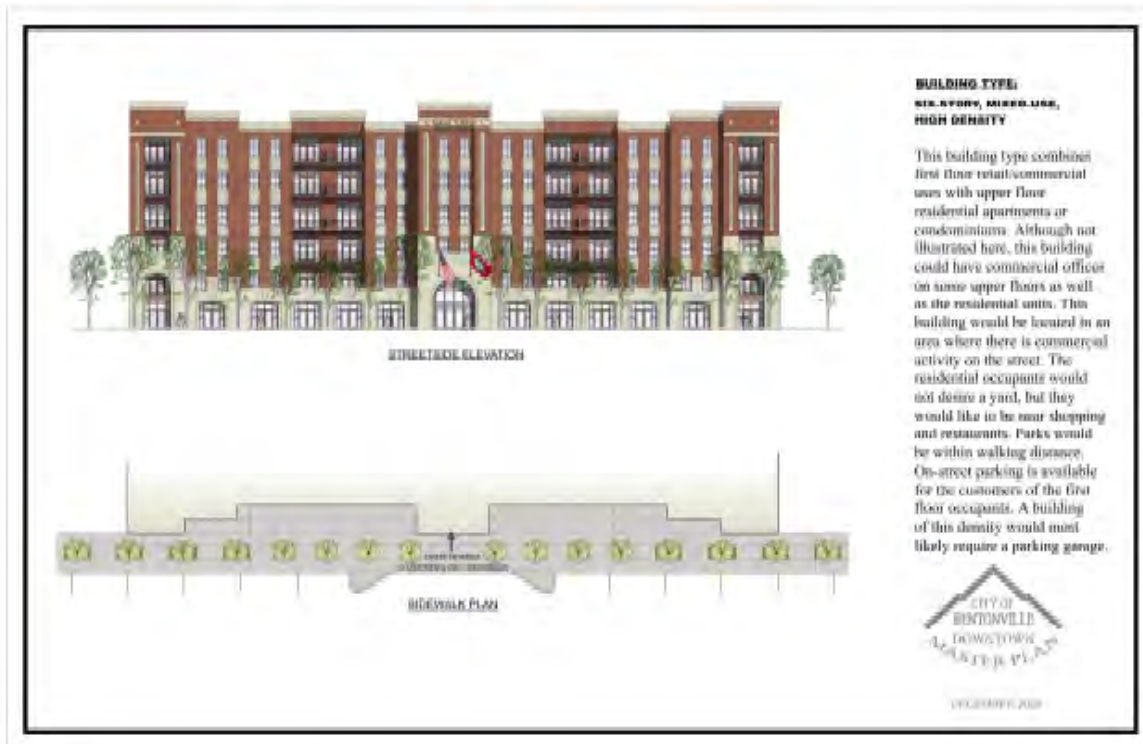 BUILDING TYPE:
SIX-STORY, MIXED-USE,
HIGH DENSITY
This building type combines
first floor retail/commercial
uses with upper floor
residential apartments or
condominiums. Although not
illustrated here, this building
could have commercial offices
on some upper floors as well
as the residential units. This
building would be located in an
area where there is commercial
activity on the street. The
residential occupants would
not desire a yard, but they
would like to be near shopping
and restaurants. Parks would
be within walking distance.
On-street parking is available
for the customers of the first
floor occupants. A building
of this density would most
likely require a parking garage.
STREETSIDE ELEVATION
SIDEWALK PLAN
CITY OF
BENTONVILLE
DOWNTOWN
MASTER PLAN